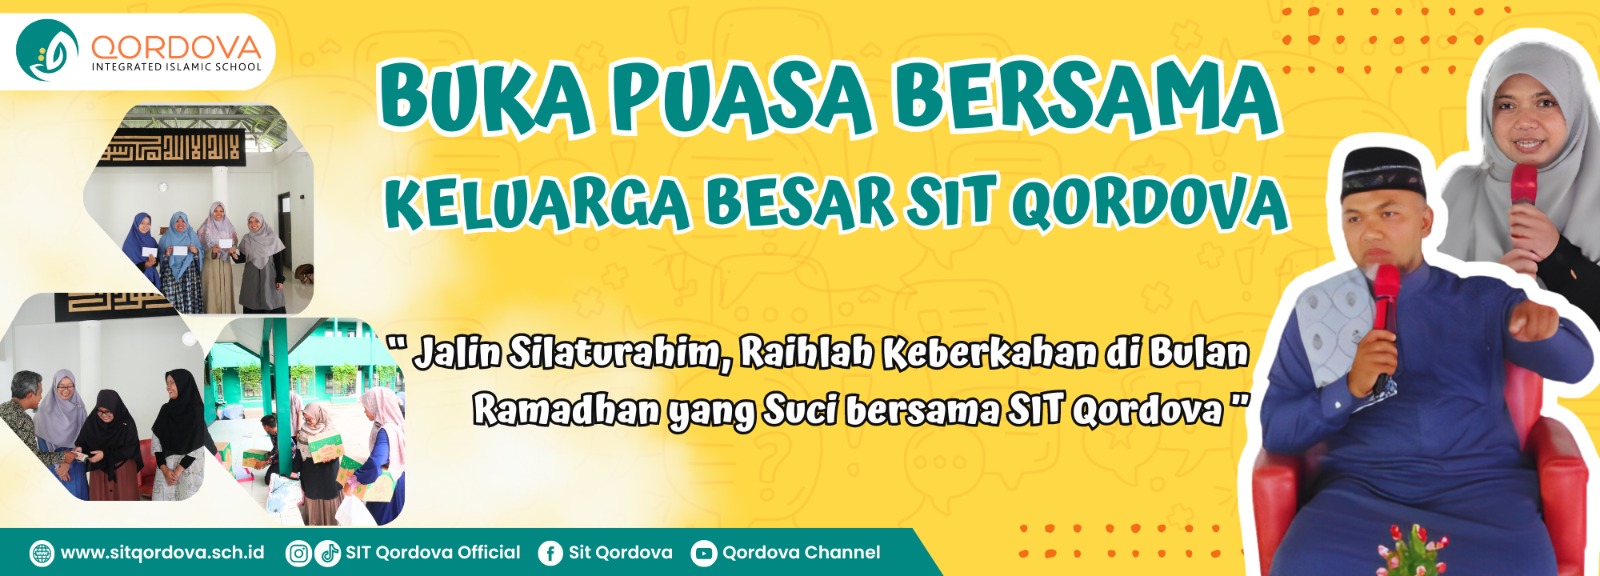 QORDOVA
INTEGRATED ISLAMIC SCHOOL
BUKA PUASA BERSAMA
KELUARGA BESAR SIT QORDOVA
“ Jalin Silaturahim, Raihlah Keberkahan di Bulan
Ramadhan yang Suci bersama SIT Qordova ”
www.sitqordova.sch.id SIT Qordova Official Sit Qordova Qordova Channel